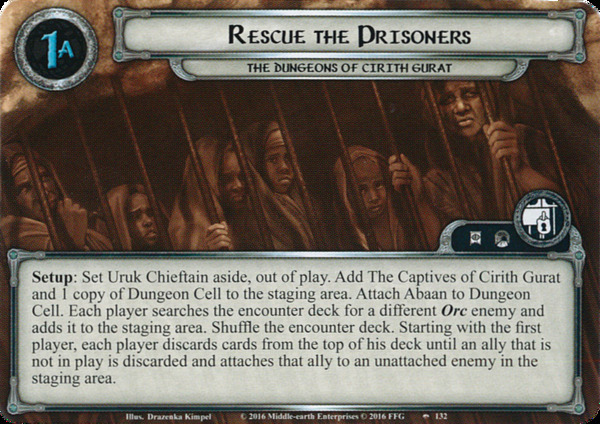 1A
Rescue the Prisoners
The Dungeons of Cirith Gurat
Setup: Set Uruk Chieftain aside, out of play. Add The Captives of Cirith Gurat
and 1 copy of Dungeon Cell to the staging area. Attach Abaan to Dungeon
Cell. Each player searches the encounter deck for a different Orc enemy and
adds it to the staging area. Shuffle the encounter deck. Starting with the first
player, each player discards cards from the top of his deck until an ally that is
not in play is discarded and attaches that ally to an unattached enemy in the
staging area.
Illus. Drazenka Kimpel © 2016 Middle-earth Enterprises © 2016 FFG 132